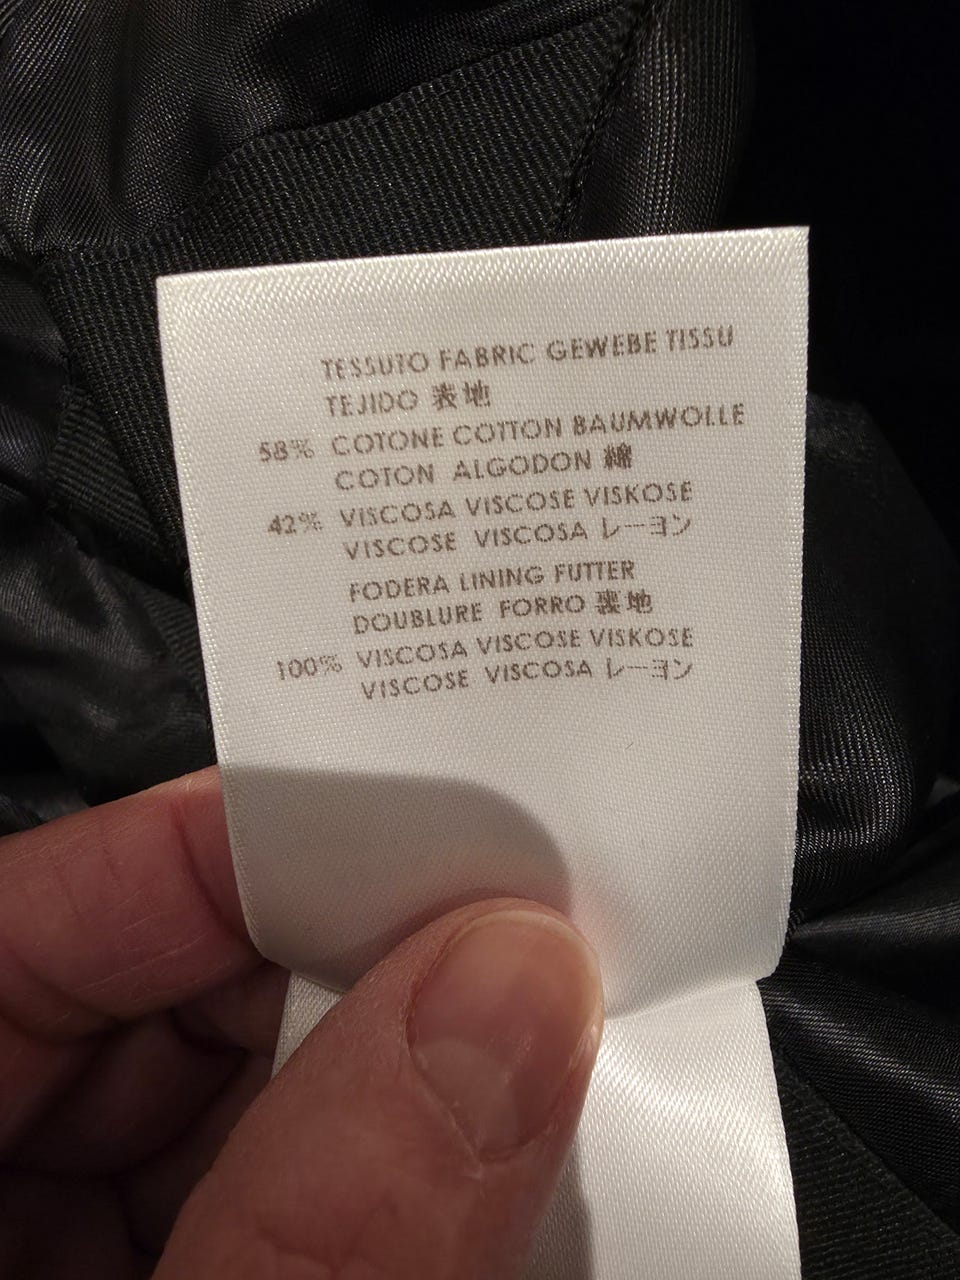 TESSUTO FABRIC GEWEBE TISSU
TEJIDO 表地
58% COTONE COTTON BAUMWOLLE
COTON ALGODON 綿
42% VISCOSA VISCOSE VISKOSE
VISCOSE VISCOSA レーヨン
FODERA LINING FUTTER
DOUBLURE FORRO 裏地
100% VISCOSA VISCOSE VISKOSE
VISCOSE VISCOSA レーヨン